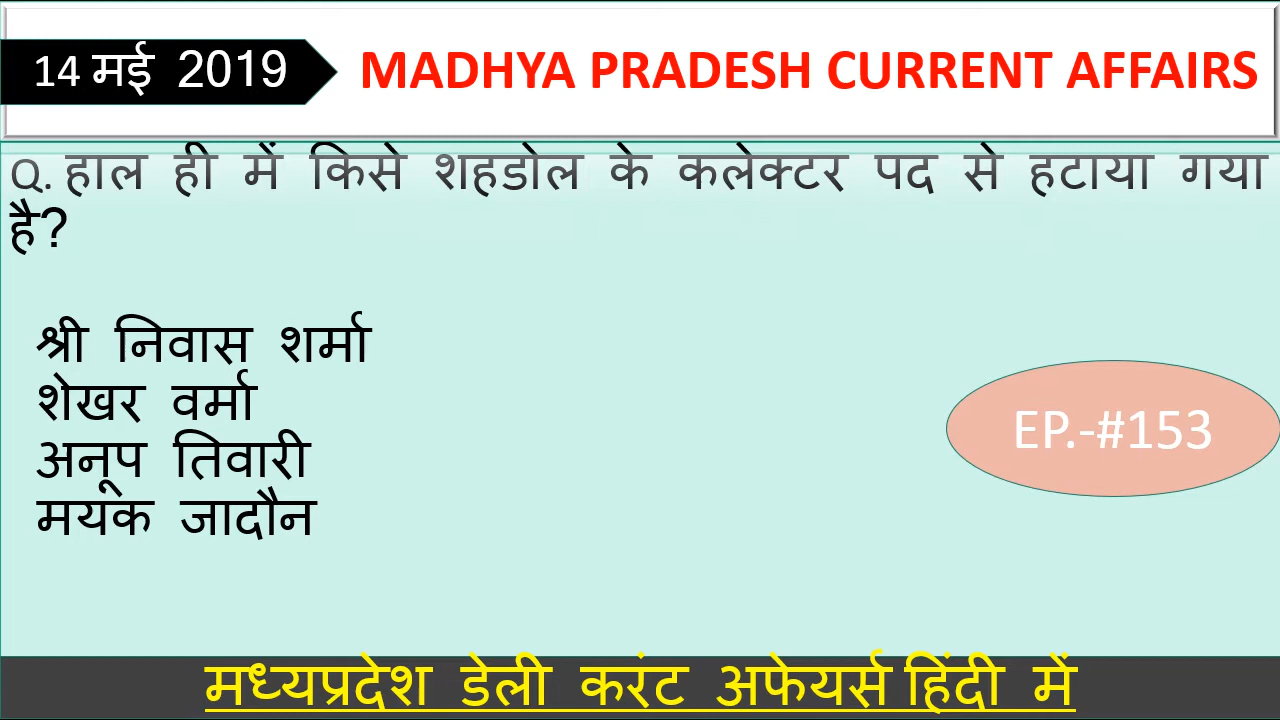 14 मई 2019
MADHYA PRADESH CURRENT AFFAIRS
Q. हाल ही में किसे शहडोल के कलेक्टर पद से हटाया गया
है?
श्री निवास शर्मा
शेखर वर्मा
अनूप तिवारी
मयक जादौन
EP.-#153
मध्यप्रदेश डेली करंट अफेयर्स हिंदी में